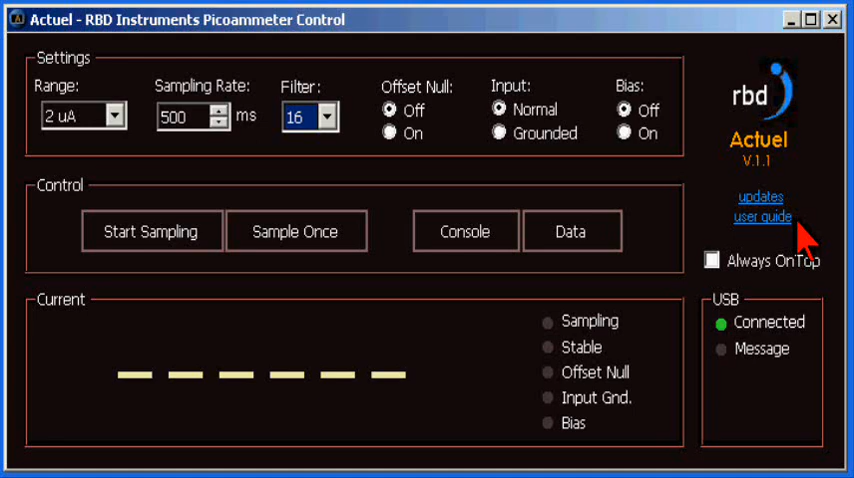 Actuel - RBD Instruments Picoammeter Control
Settings
Range: Sampling Rate: Filter: Offset Null: Input: Bias:
2 uA 500 ms 16 Off Normal Off
On Grounded On
rbd
Actuel
V.1.1
updates
user guide
Control
Start Sampling Sample Once Console Data
Always OnTop
Current
Sampling
Stable
Offset Null
Input Gnd.
Bias
USB
Connected
Message